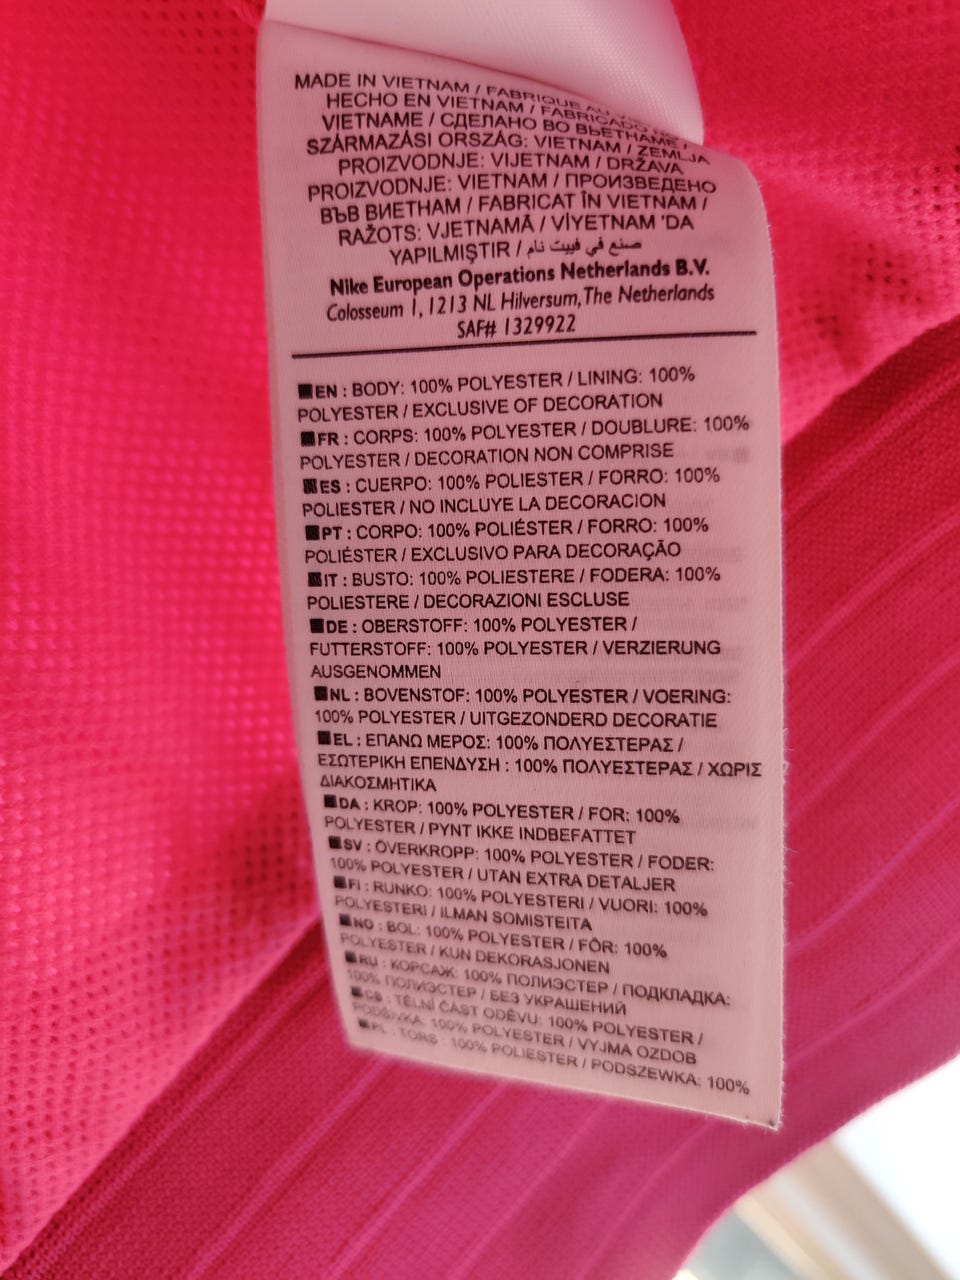 MADE IN VIETNAM / FABRIQUE AU
HECHO EN VIETNAM / FABRICADO NO
VIETNAME / СДЕЛАНО ВО ВЬЕТНАМЕ /
SZÁRMAZÁSI ORSZÁG: VIETNAM / ZEMLJA
PROIZVODNJE: VIJETNAM / DRŽAVA
PROIZVODNJE: VIETNAM / ПРОИЗВЕДЕНО
ВЪВ ВИЕТНАМ / FABRICAT ÎN VIETNAM /
RAŽOTS: VJETNAMĀ / VİYETNAM 'DA
YAPILMIŞTIR / صنع في فييت نام
Nike European Operations Netherlands B.V.
Colosseum 1, 1213 NL Hilversum, The Netherlands
SAF# 1329922
EN : BODY: 100% POLYESTER / LINING: 100%
POLYESTER / EXCLUSIVE OF DECORATION
FR : CORPS: 100% POLYESTER / DOUBLURE: 100%
POLYESTER / DECORATION NON COMPRISE
ES : CUERPO: 100% POLIESTER / FORRO: 100%
POLIESTER / NO INCLUYE LA DECORACION
PT : CORPO: 100% POLIÉSTER / FORRO: 100%
POLIÉSTER / EXCLUSIVO PARA DECORAÇÃO
IT : BUSTO: 100% POLIESTERE / FODERA: 100%
POLIESTERE / DECORAZIONI ESCLUSE
DE : OBERSTOFF: 100% POLYESTER /
FUTTERSTOFF: 100% POLYESTER / VERZIERUNG
AUSGENOMMEN
NL : BOVENSTOF: 100% POLYESTER / VOERING:
100% POLYESTER / UITGEZONDERD DECORATIE
EL : ΕΠΑΝΩ ΜΕΡΟΣ: 100% ΠΟΛΥΕΣΤΕΡΑΣ /
ΕΣΩΤΕΡΙΚΗ ΕΠΕΝΔΥΣΗ : 100% ΠΟΛΥΕΣΤΕΡΑΣ / ΧΩΡΙΣ
ΔΙΑΚΟΣΜΗΤΙΚΑ
DA : KROP: 100% POLYESTER / FOR: 100%
POLYESTER / PYNT IKKE INDBEFATTET
SV : ÖVERKROPP: 100% POLYESTER / FODER:
100% POLYESTER / UTAN EXTRA DETALJER
FI : RUNKO: 100% POLYESTERI / VUORI: 100%
POLYESTERI / ILMAN SOMISTEITA
NO : BOL: 100% POLYESTER / FÔR: 100%
POLYESTER / KUN DEKORASJONEN
RU : КОРСАЖ: 100% ПОЛИЭСТЕР / ПОДКЛАДКА:
100% ПОЛИЭСТЕР / БЕЗ УКРАШЕНИЙ
CS : TĚLNÍ ČÁST ODĚVU: 100% POLYESTER /
PODŠÍVKA: 100% POLYESTER / VYJMA OZDOB
PL : TORS : 100% POLIESTER / PODSZEWKA: 100%